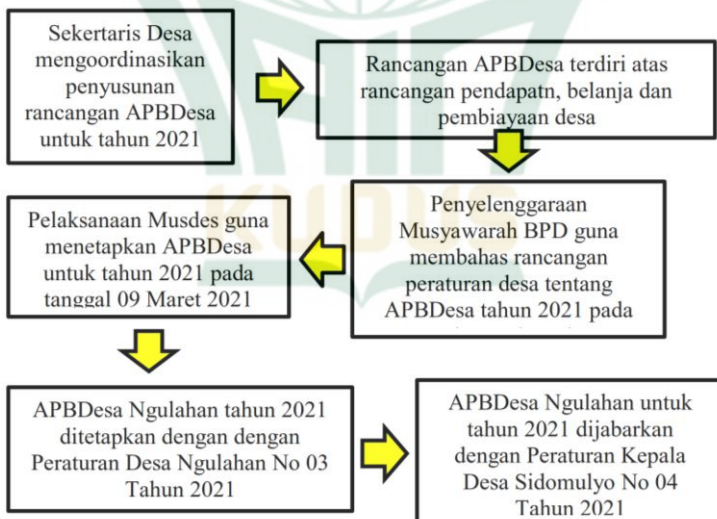 Sekertaris Desa
mengoordinasikan
penyusunan
rancangan APBDesa
untuk tahun 2021
Rancangan APBDesa terdiri atas
rancangan pendapatn, belanja dan
pembiayaan desa
Penyelenggaraan
Musyawarah BPD guna
membahas rancangan
peraturan desa tentang
APBDesa tahun 2021 pada
Pelaksanaan Musdes guna
menetapkan APBDesa
untuk tahun 2021 pada
tanggal 09 Maret 2021
APBDesa Ngulahan tahun 2021
ditetapkan dengan dengan
Peraturan Desa Ngulahan No 03
Tahun 2021
APBDesa Ngulahan untuk
tahun 2021 dijabarkan
dengan Peraturan Kepala
Desa Sidomulyo No 04
Tahun 2021
KUDUS